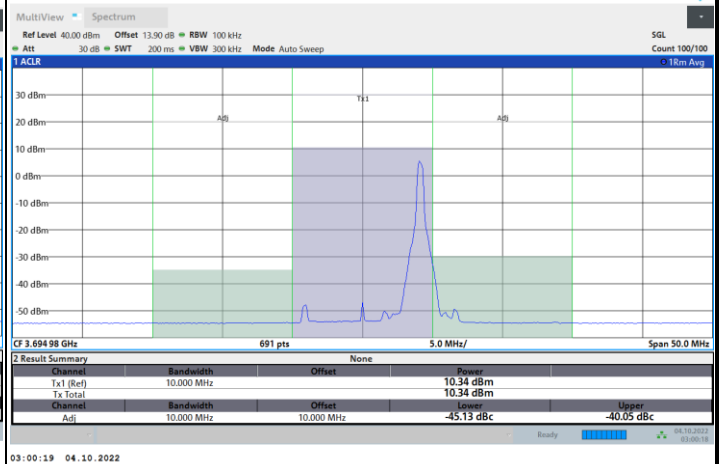 MultiView Spectrum
Ref Level 40.00 dBm Offset 13.90 dB RBW 100 kHz SGL
Att 30 dB SWT 200 ms VBW 300 kHz Mode Auto Sweep Count 100/100
1 ACLR 1Rm Avg
30 dBm
Tx1
20 dBm
Adj Adj
10 dBm
0 dBm
-10 dBm
-20 dBm
-30 dBm
-40 dBm
-50 dBm
CF 3.694 98 GHz 691 pts 5.0 MHz/ Span 50.0 MHz
2 Result Summary None
Channel Bandwidth Offset Power
Tx1 (Ref) 10.000 MHz 10.34 dBm
Tx Total 10.34 dBm
Channel Bandwidth Offset Lower Upper
Adj 10.000 MHz 10.000 MHz -45.13 dBc -40.05 dBc
Ready 04.10.2022
03:00:18
03:00:19 04.10.2022